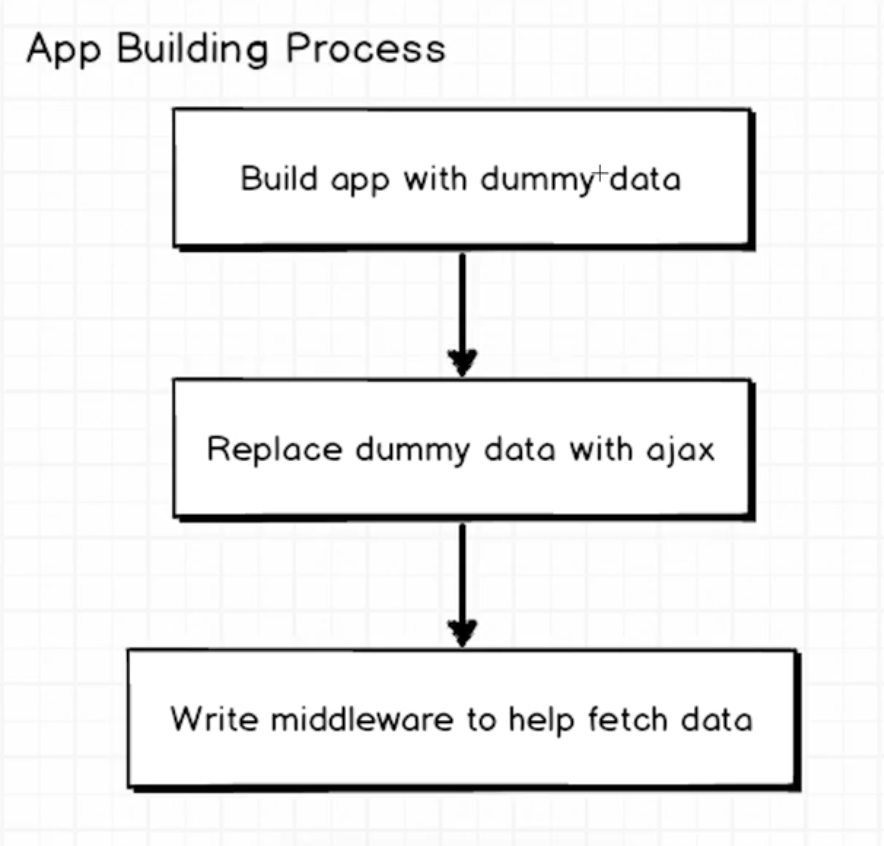 App Building Process
Build app with dummy data
Replace dummy data with ajax
Write middleware to help fetch data